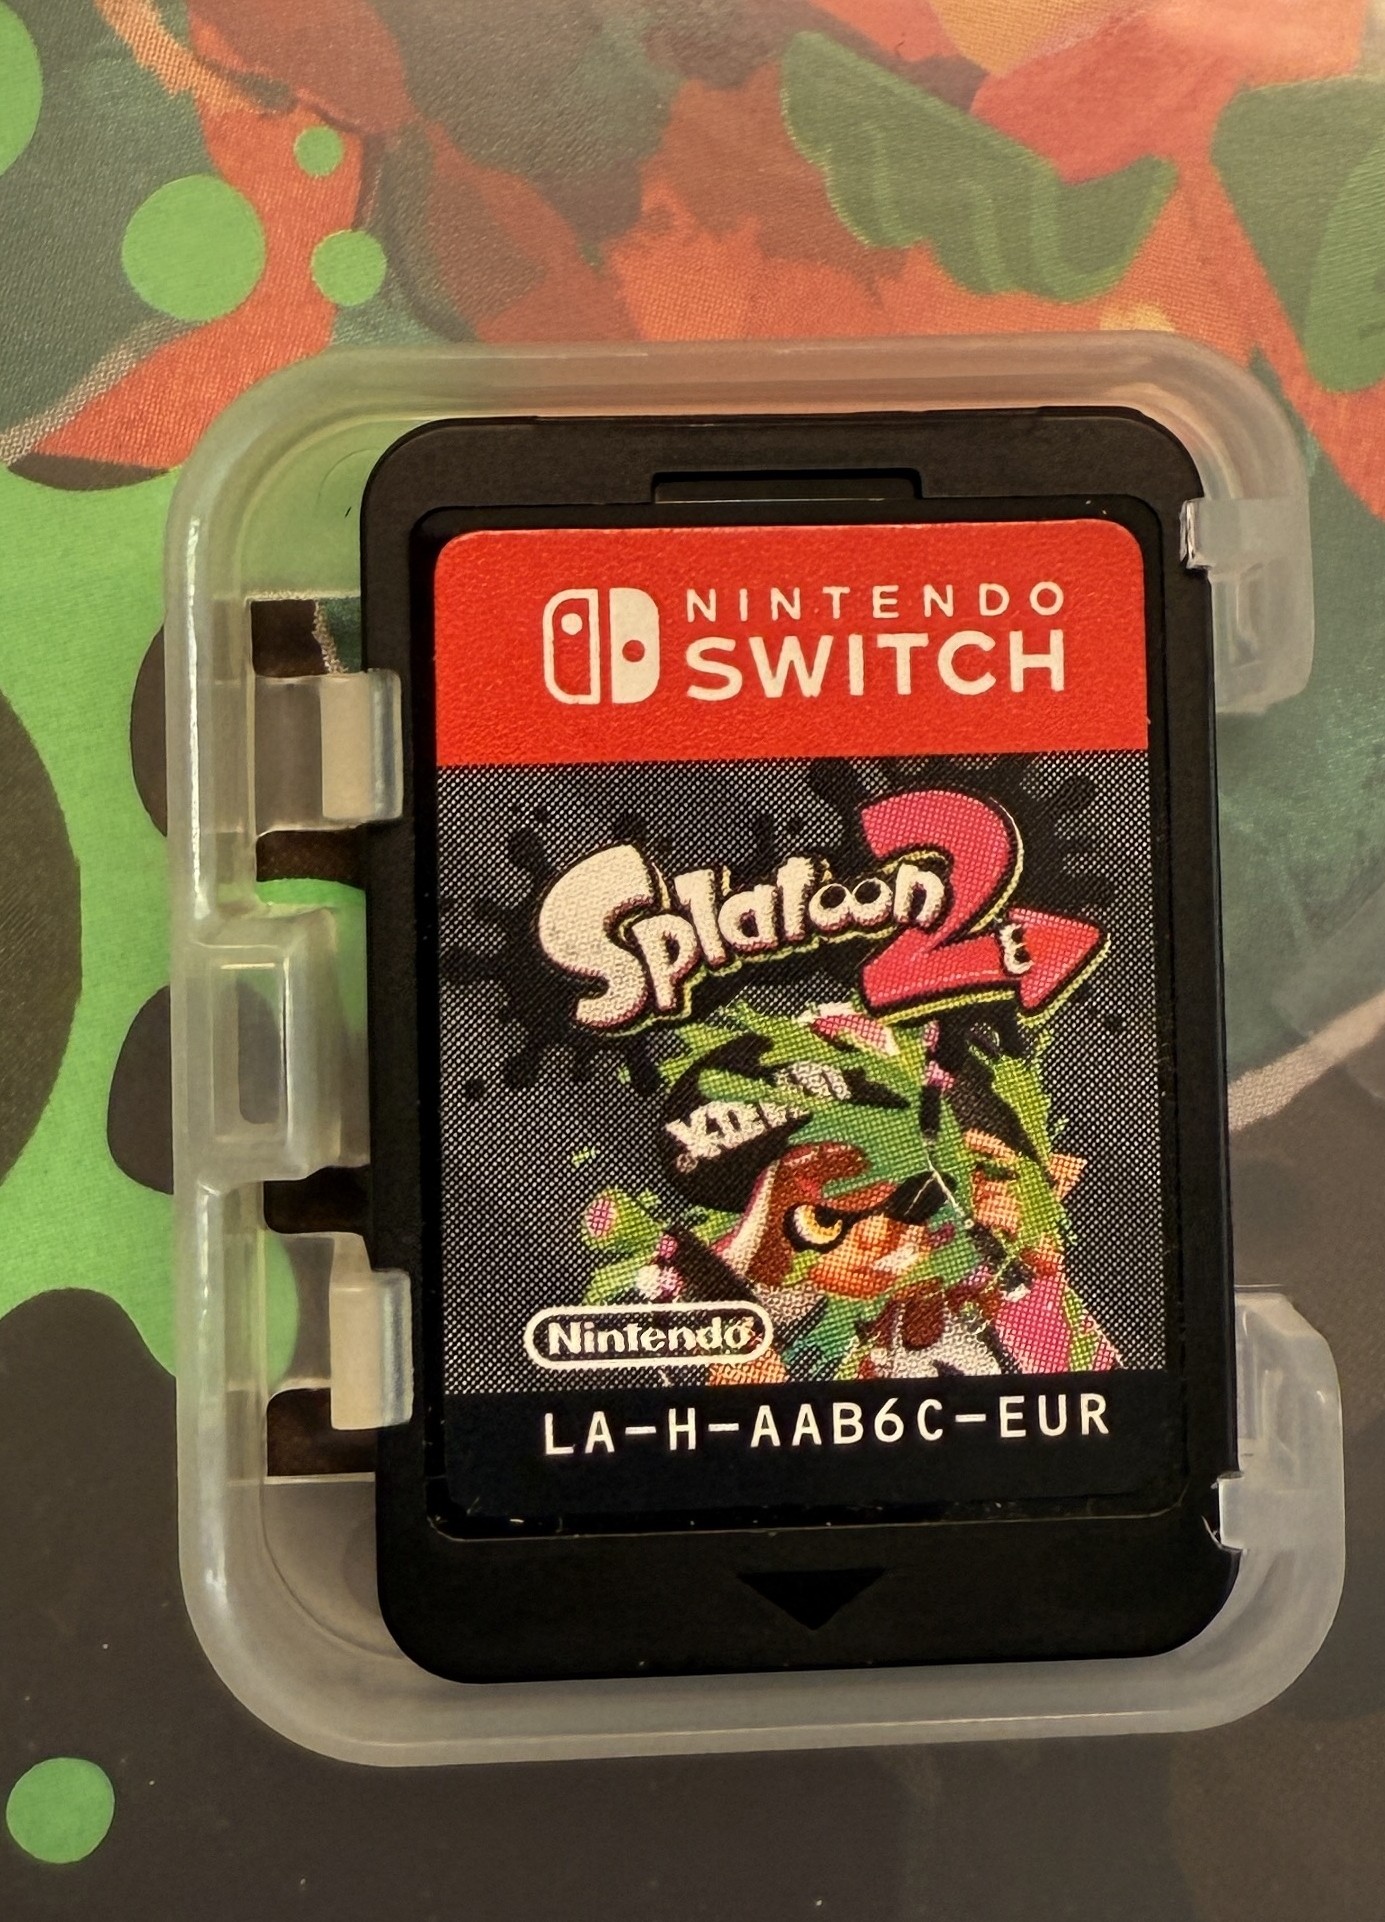 NINTENDO
SWITCH
Splatoon 2
Nintendo
LA-H-AAB6C-EUR